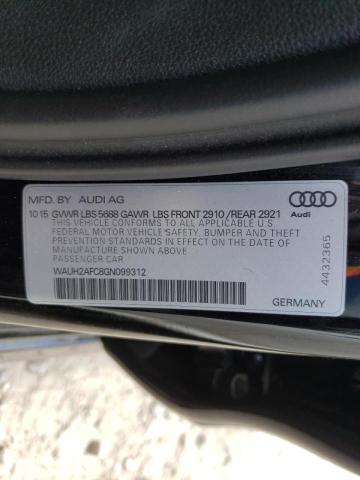 MFD. BY AUDI AG
10 15 GVWR LBS 5688 GAWR LBS FRONT 2910 / REAR 2921
THIS VEHICLE CONFORMS TO ALL APPLICABLE U.S.
FEDERAL MOTOR VEHICLE SAFETY, BUMPER AND THEFT
PREVENTION STANDARDS IN EFFECT ON THE DATE OF
MANUFACTURE SHOWN ABOVE.
PASSENGER CAR
WAUH2AFC8GN099312
Audi
4432365
GERMANY